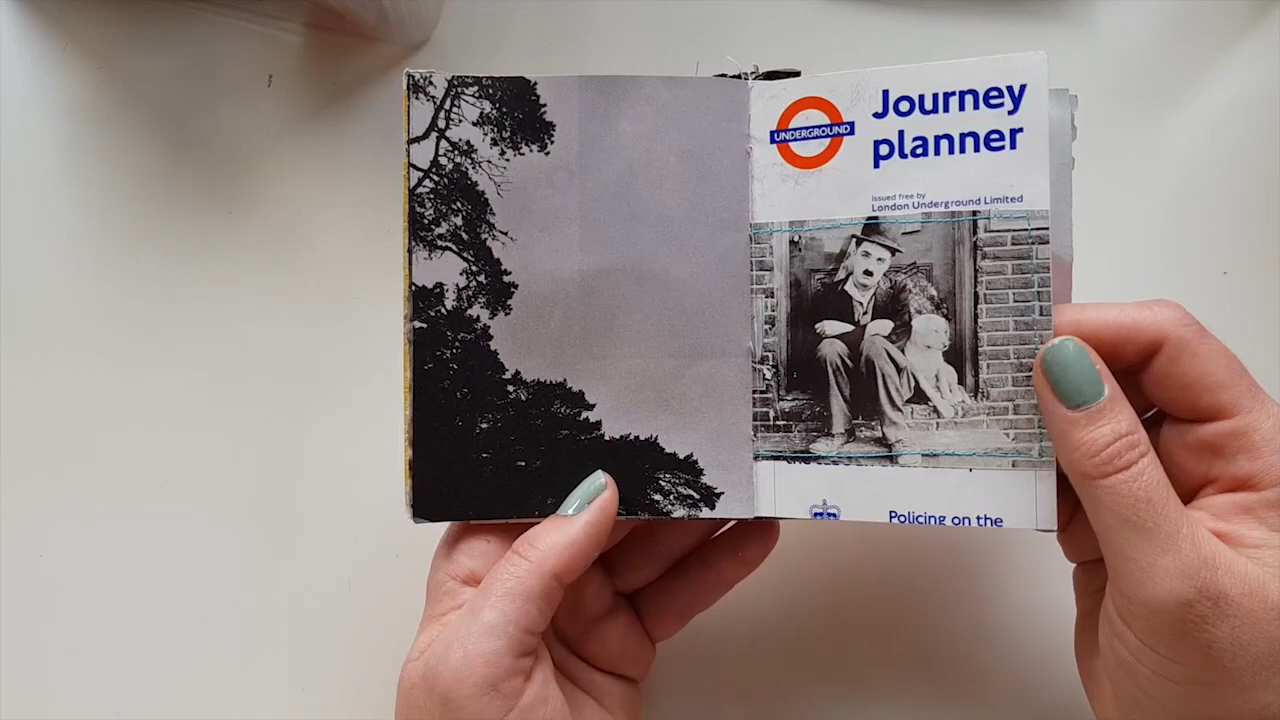 UNDERGROUND
Journey
planner
Issued free by
London Underground Limited
Policing on the